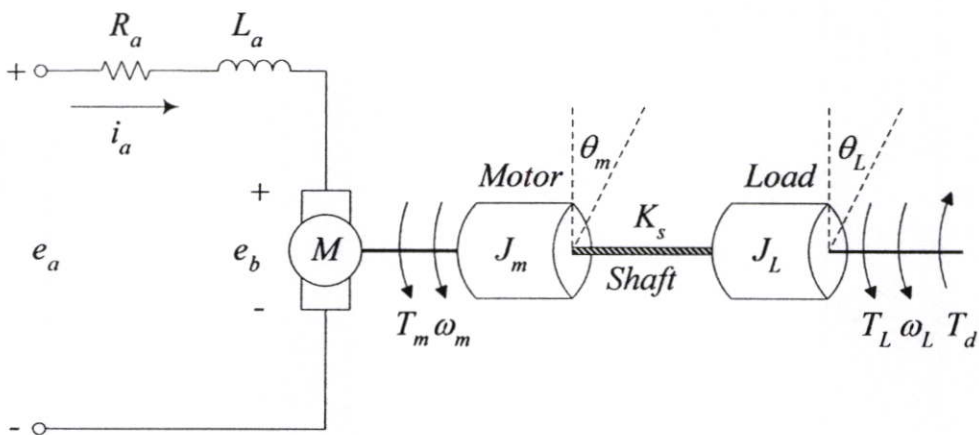 R_a L_a
+
i_a
θ_m θ_L
Motor Load
+
K_s
e_a e_b M J_m J_L
Shaft
-
T_m ω_m T_L ω_L T_d
-